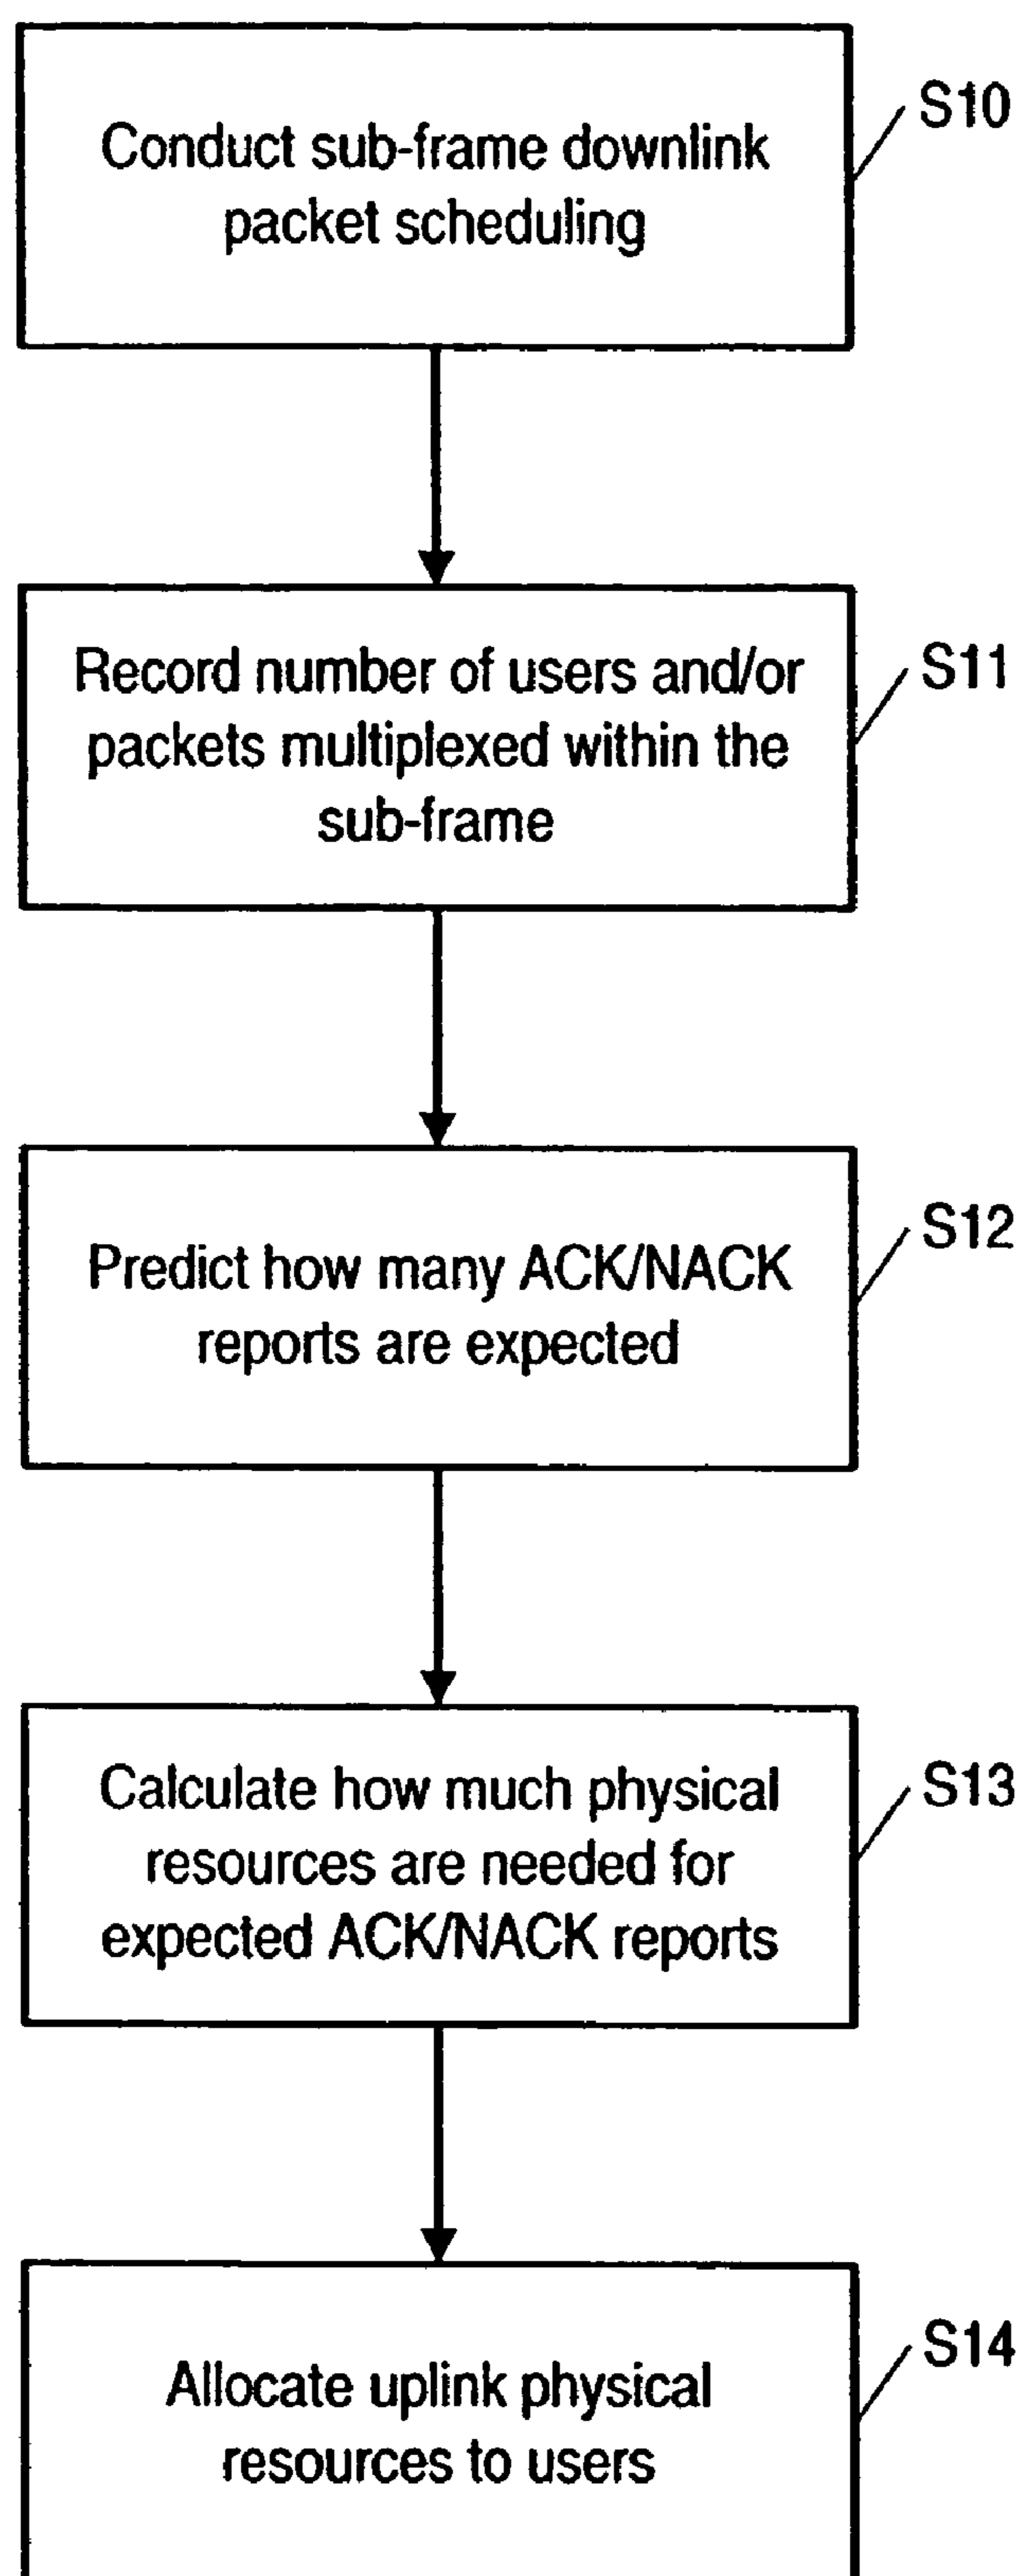 Conduct sub-frame downlink
packet scheduling
S10
Record number of users and/or
packets multiplexed within the
sub-frame
S11
Predict how many ACK/NACK
reports are expected
S12
Calculate how much physical
resources are needed for
expected ACK/NACK reports
S13
Allocate uplink physical
resources to users
S14